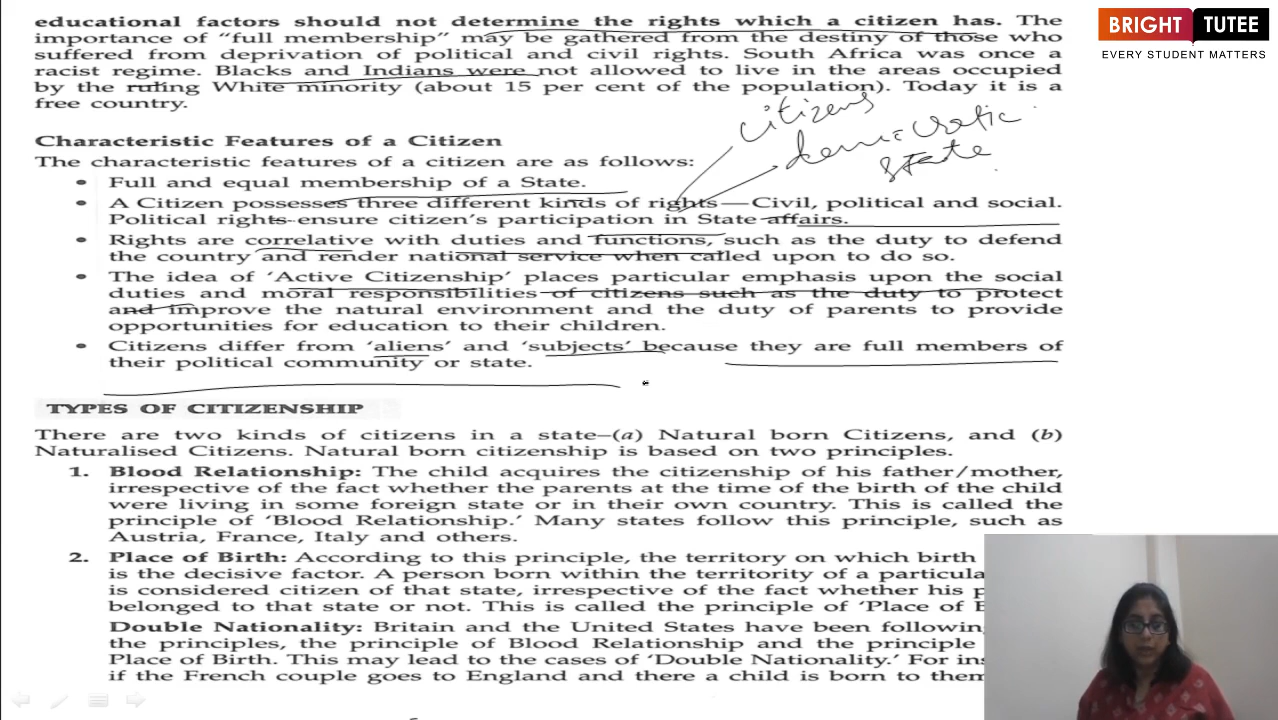 educational factors should not determine the rights which a citizen has. The
importance of “full membership” may be gathered from the destiny of those who
suffered from deprivation of political and civil rights. South Africa was once a
racist regime. Blacks and Indians were not allowed to live in the areas occupied
by the ruling White minority (about 15 per cent of the population). Today it is a
free country.
BRIGHT TUTEE
EVERY STUDENT MATTERS
citizens
democratic
state
Characteristic Features of a Citizen
The characteristic features of a citizen are as follows:
• Full and equal membership of a State.
• A Citizen possesses three different kinds of rights—Civil, political and social.
Political rights ensure citizen's participation in State affairs.
• Rights are correlative with duties and functions, such as the duty to defend
the country and render national service when called upon to do so.
• The idea of ‘Active Citizenship’ places particular emphasis upon the social
duties and moral responsibilities of citizens such as the duty to protect
and improve the natural environment and the duty of parents to provide
opportunities for education to their children.
• Citizens differ from ‘aliens’ and ‘subjects’ because they are full members of
their political community or state.
TYPES OF CITIZENSHIP
There are two kinds of citizens in a state–(a) Natural born Citizens, and (b)
Naturalised Citizens. Natural born citizenship is based on two principles.
1. Blood Relationship: The child acquires the citizenship of his father/mother,
irrespective of the fact whether the parents at the time of the birth of the child
were living in some foreign state or in their own country. This is called the
principle of ‘Blood Relationship.’ Many states follow this principle, such as
Austria, France, Italy and others.
2. Place of Birth: According to this principle, the territory on which birth
is the decisive factor. A person born within the territority of a particula
is considered citizen of that state, irrespective of the fact whether his p
belonged to that state or not. This is called the principle of ‘Place of B
Double Nationality: Britain and the United States have been following
the principles, the principle of Blood Relationship and the principle
Place of Birth. This may lead to the cases of ‘Double Nationality.’ For ins
if the French couple goes to England and there a child is born to them